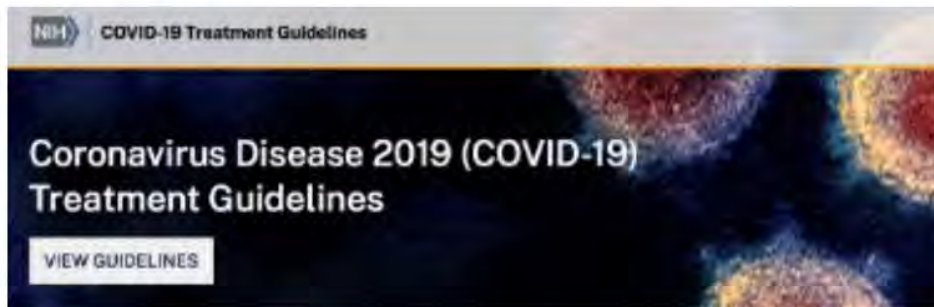 NIH COVID-19 Treatment Guidelines
Coronavirus Disease 2019 (COVID-19)
Treatment Guidelines
VIEW GUIDELINES